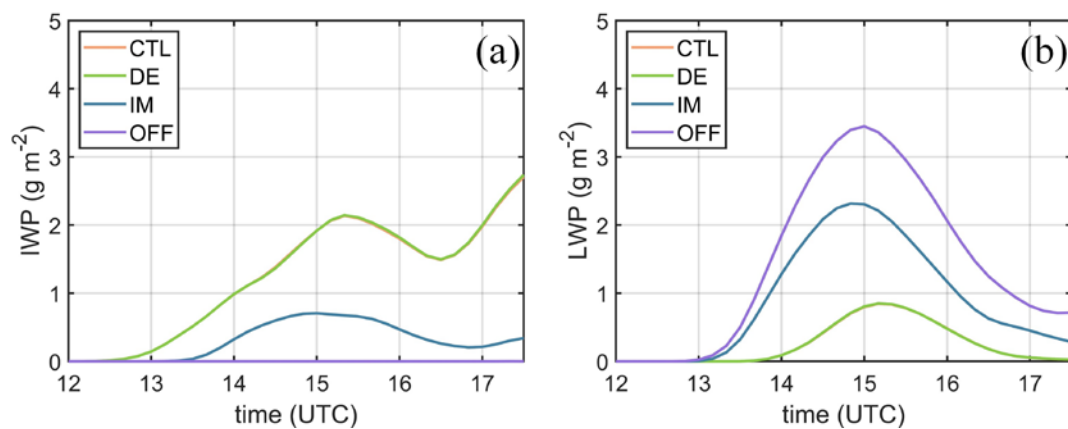 (a)
CTL
DE
IM
OFF
IWP (g m⁻²)
5
4
3
2
1
0
12 13 14 15 16 17
time (UTC)
(b)
CTL
DE
IM
OFF
LWP (g m⁻²)
5
4
3
2
1
0
12 13 14 15 16 17
time (UTC)